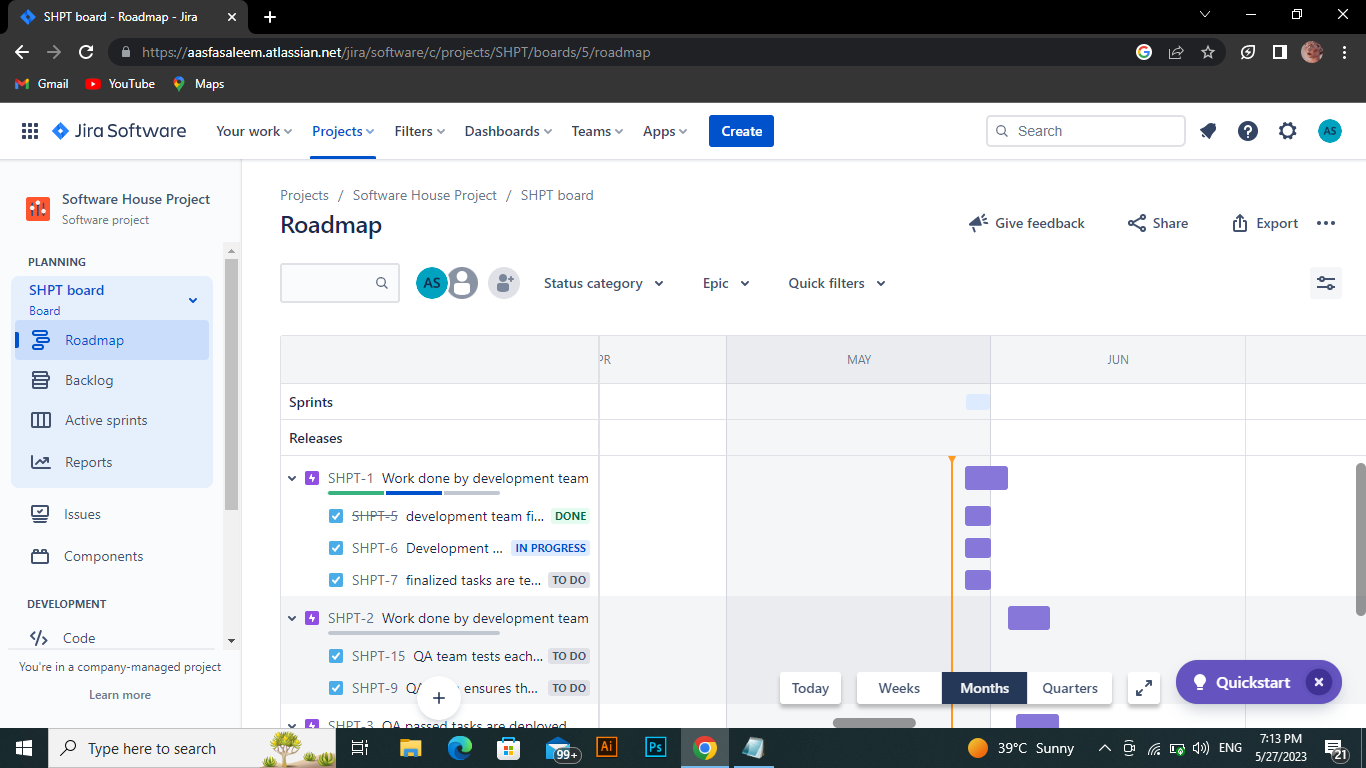 SHPT board - Roadmap - Jira
https://aasfasaleem.atlassian.net/jira/software/c/projects/SHPT/boards/5/roadmap
Gmail YouTube Maps
Jira Software Your work Projects Filters Dashboards Teams Apps Create Search AS
Software House Project
Software project
PLANNING
SHPT board
Board
Roadmap
Backlog
Active sprints
Reports
Issues
Components
DEVELOPMENT
Code
You're in a company-managed project
Learn more
Projects / Software House Project / SHPT board
Roadmap
Give feedback Share Export
AS Status category Epic Quick filters
PR MAY JUN
Sprints
Releases
SHPT-1 Work done by development team
SHPT-5 development team fi... DONE
SHPT-6 Development ... IN PROGRESS
SHPT-7 finalized tasks are te... TO DO
SHPT-2 Work done by development team
SHPT-15 QA team tests each... TO DO
SHPT-9 ensures th... TO DO
SHPT-3 QA passed tasks are deployed
Today Weeks Months Quarters
Quickstart
Type here to search
99+ Ai Ps
39°C Sunny
ENG
7:13 PM
5/27/2023
21